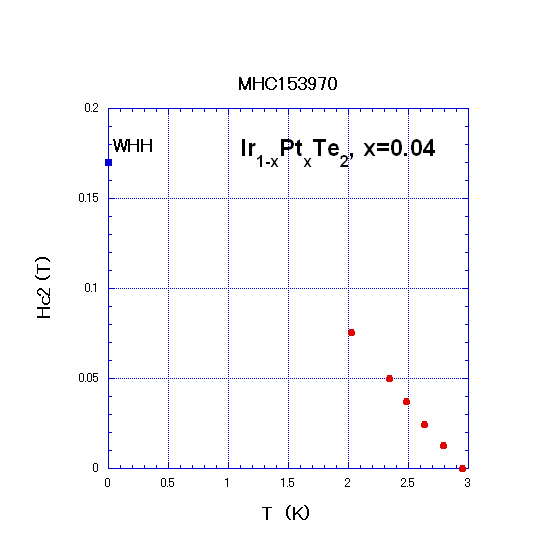 MHC153970
0.2
WHH
Ir1-xPtxTe2, x=0.04
0.15
Hc2 (T)
0.1
0.05
0
0 0.5 1 1.5 2 2.5 3
T (K)